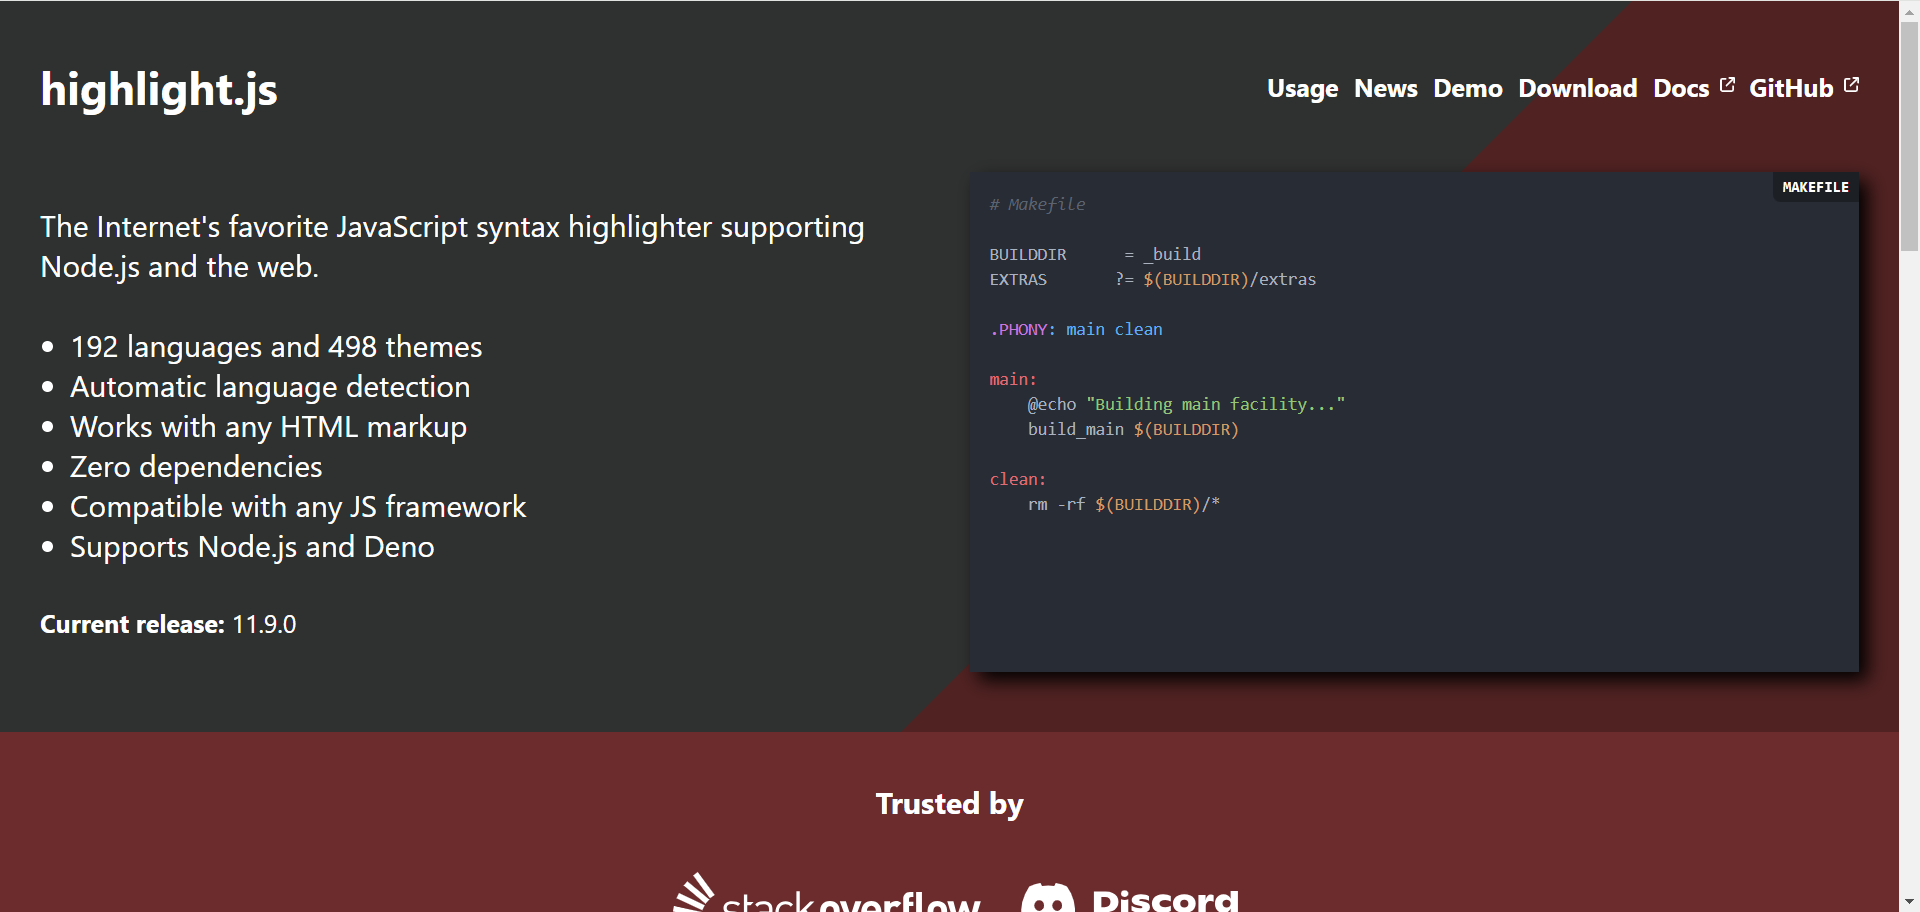 highlight.js
Usage News Demo Download Docs GitHub
The Internet's favorite JavaScript syntax highlighter supporting
Node.js and the web.
192 languages and 498 themes
Automatic language detection
Works with any HTML markup
Zero dependencies
Compatible with any JS framework
Supports Node.js and Deno
Current release: 11.9.0
MAKEFILE
# Makefile
BUILDDIR      = _build
EXTRAS       ?= $(BUILDDIR)/extras
.PHONY: main clean
main:
    @echo "Building main facility..."
    build_main $(BUILDDIR)
clean:
    rm -rf $(BUILDDIR)/*
Trusted by
stackoverflow Discord